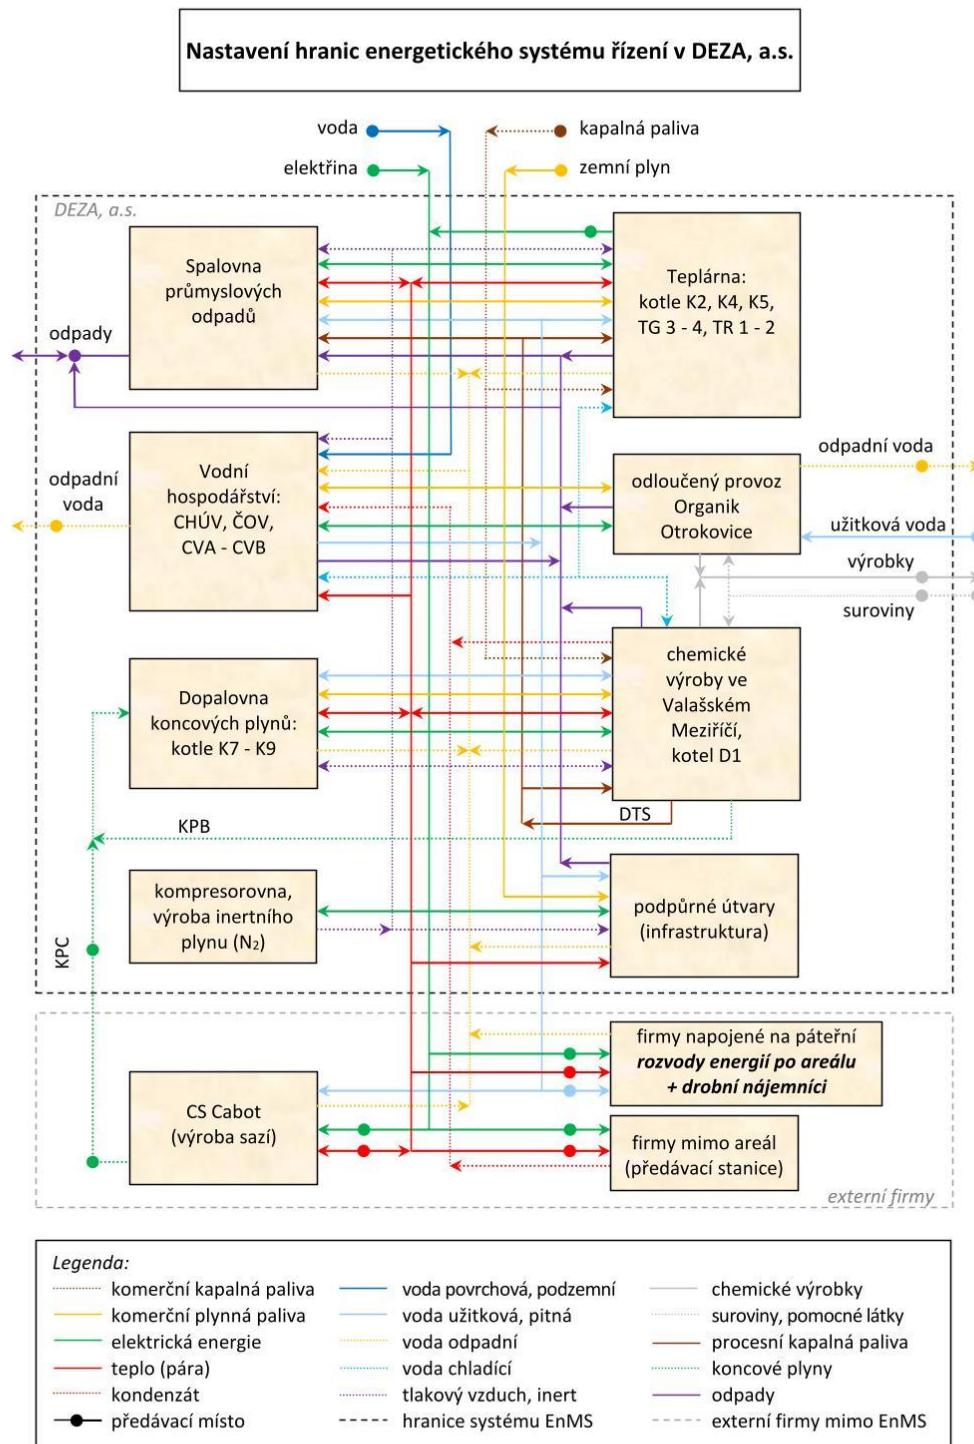 Nastavení hranic energetického systému řízení v DEZA, a.s.
voda
kapalná paliva
elektřina
zemní plyn
DEZA, a.s.
Spalovna
průmyslových
odpadů
Teplárna:
kotle K2, K4, K5,
TG 3 - 4, TR 1 - 2
odpady
Vodní
hospodářství:
CHÚV, ČOV,
CVA - CVB
odpadní
voda
odloučený provoz
Organik
Otrokovice
odpadní voda
užitková voda
výrobky
suroviny
chemické
výroby ve
Valašském
Meziříčí,
kotel D1
Dopalovna
koncových plynů:
kotle K7 - K9
KPB
DTS
kompresorovna,
výroba inertního
plynu (N₂)
podpůrné útvary
(infrastruktura)
KPC
firmy napojené na páteřní
rozvody energií po areálu
+ drobní nájemníci
CS Cabot
(výroba sazí)
firmy mimo areál
(předávací stanice)
externí firmy
Legenda:
komerční kapalná paliva
voda povrchová, podzemní
chemické výrobky
komerční plynná paliva
voda užitková, pitná
suroviny, pomocné látky
elektrická energie
voda odpadní
procesní kapalná paliva
teplo (pára)
voda chladící
koncové plyny
kondenzát
tlakový vzduch, inert
odpady
předávací místo
hranice systému EnMS
externí firmy mimo EnMS